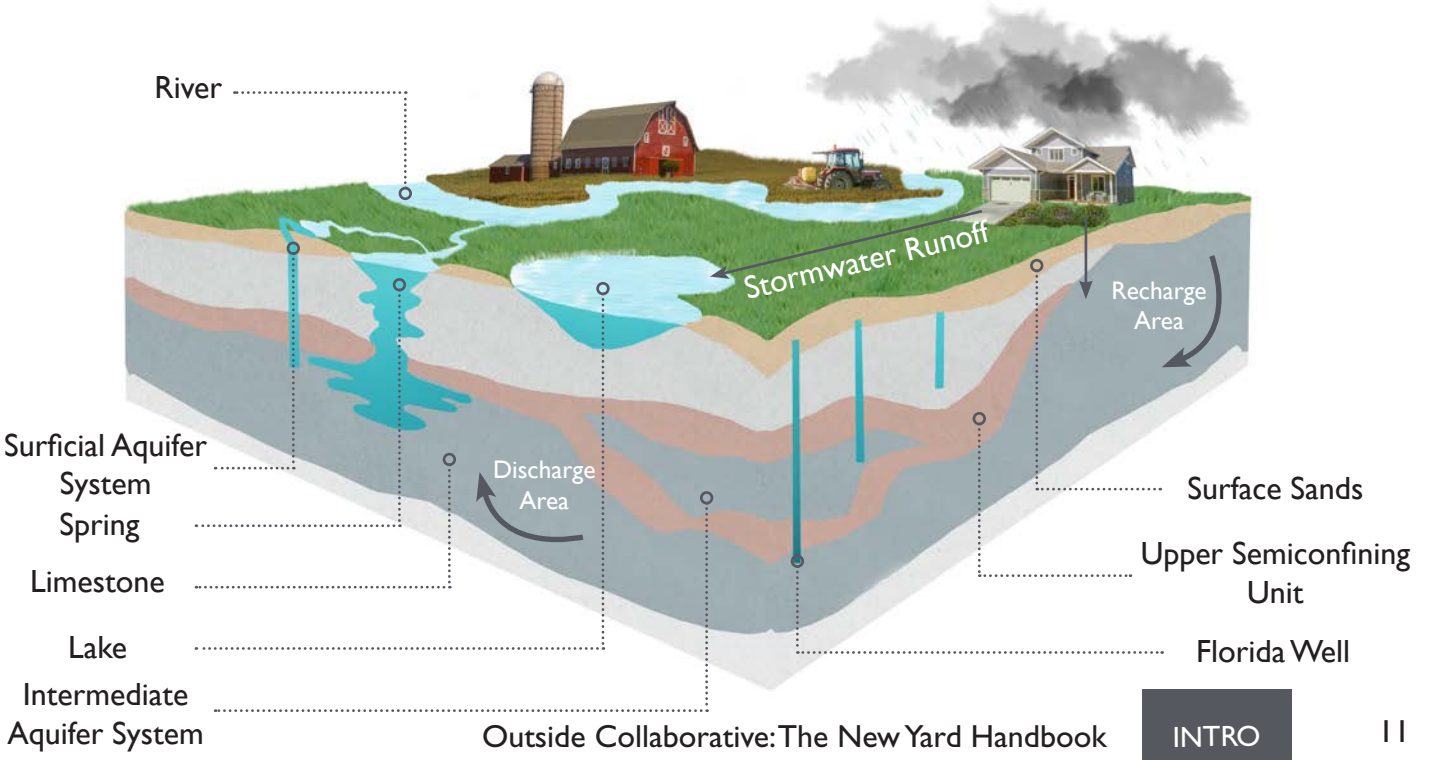 River
Stormwater Runoff
Recharge
Area
Surficial Aquifer
System
Spring
Limestone
Lake
Intermediate
Aquifer System
Discharge
Area
Surface Sands
Upper Semiconfining
Unit
Florida Well
Outside Collaborative: The New Yard Handbook
INTRO
11